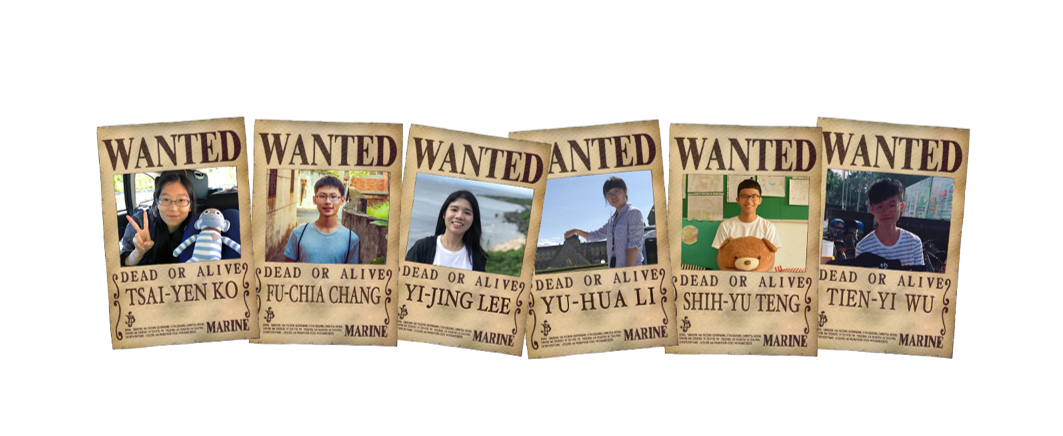 WANTED
DEAD OR ALIVE
TSAI-YEN KO
MARINE
WANTED
DEAD OR ALIVE
FU-CHIA CHANG
MARINE
WANTED
DEAD OR ALIVE
YI-JING LEE
MARINE
WANTED
DEAD OR ALIVE
YU-HUA LI
MARINE
WANTED
DEAD OR ALIVE
SHIH-YU TENG
MARINE
WANTED
DEAD OR ALIVE
TIEN-YI WU
MARINE